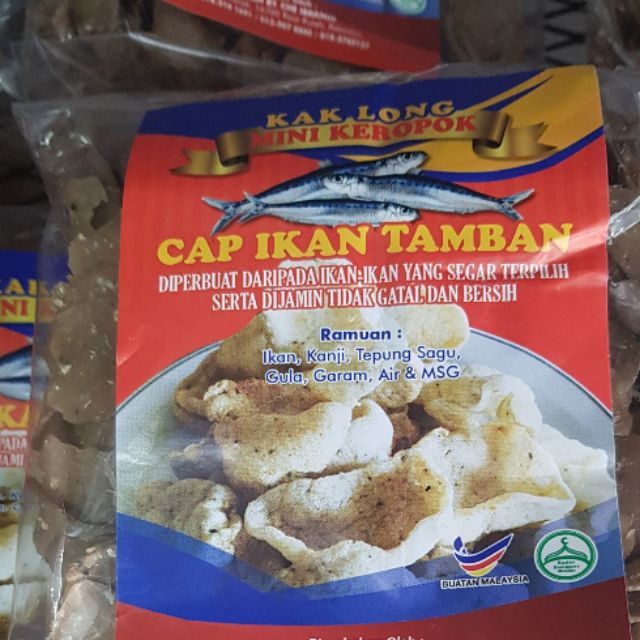 KAK LONG
MINI KEROPOK
CAP IKAN TAMBAN
DIPERBUAT DARIPADA IKAN-IKAN YANG SEGAR TERPILIH
SERTA DIJAMIN TIDAK GATAL DAN BERSIH
Ramuan :
Ikan, Kanji, Tepung Sagu,
Gula, Garam, Air & MSG
BUATAN MALAYSIA